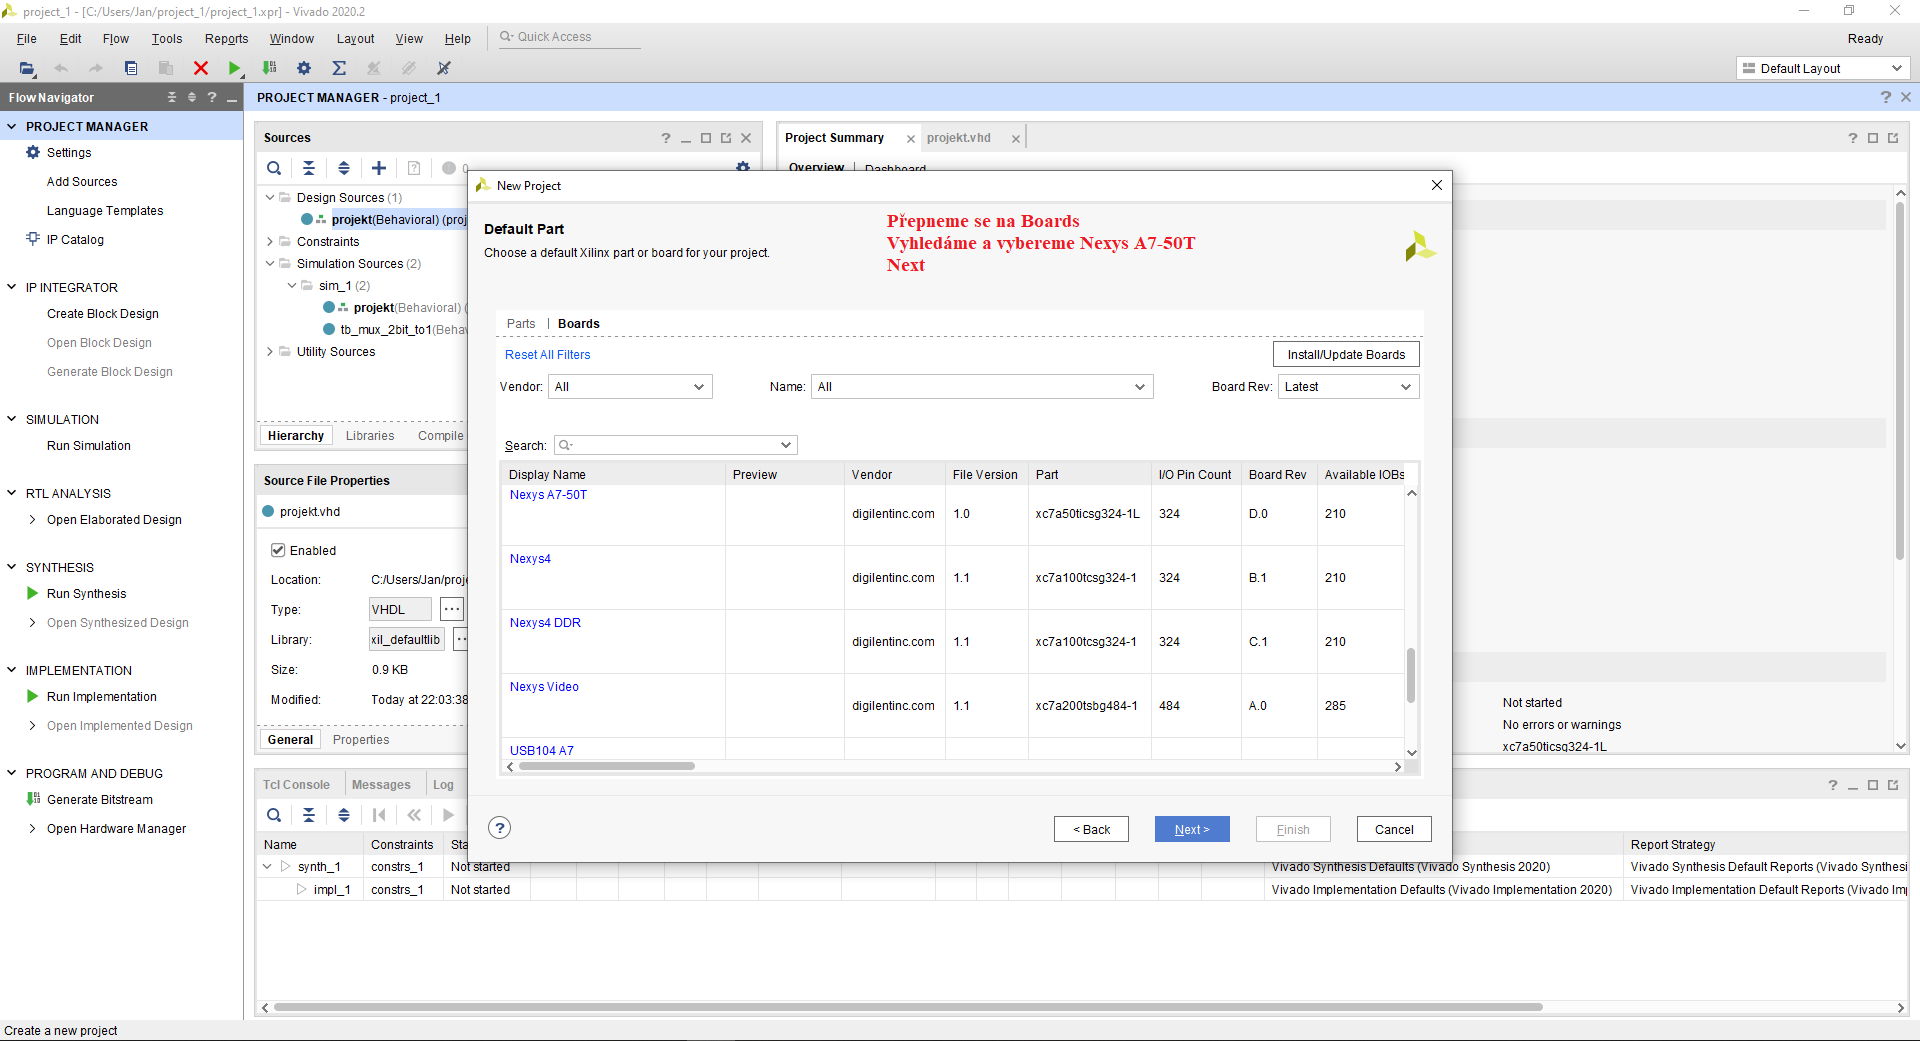 project_1 - [C:/Users/Jan/project_1/project_1.xpr] - Vivado 2020.2
File Edit Flow Tools Reports Window Layout View Help Quick Access Ready
Default Layout
Flow Navigator ?
PROJECT MANAGER
Settings
Add Sources
Language Templates
IP Catalog
IP INTEGRATOR
Create Block Design
Open Block Design
Generate Block Design
SIMULATION
Run Simulation
RTL ANALYSIS
Open Elaborated Design
SYNTHESIS
Run Synthesis
Open Synthesized Design
IMPLEMENTATION
Run Implementation
Open Implemented Design
PROGRAM AND DEBUG
Generate Bitstream
Open Hardware Manager
PROJECT MANAGER - project_1 ?
Sources ?
0
Design Sources (1)
projekt(Behavioral) (proj
Constraints
Simulation Sources (2)
sim_1 (2)
projekt(Behavioral) (
tb_mux_2bit_to1(Beha
Utility Sources
Hierarchy Libraries Compile
Source File Properties
projekt.vhd
Enabled
Location: C:/Users/Jan/proje
Type: VHDL ...
Library: xil_defaultlib
Size: 0.9 KB
Modified: Today at 22:03:38
General Properties
Project Summary projekt.vhd ?
Overview | Dashboard
Not started
No errors or warnings
xc7a50ticsg324-1L
New Project
Default Part
Choose a default Xilinx part or board for your project.
Přepneme se na Boards
Vyhledáme a vybereme Nexys A7-50T
Next
Parts | Boards
Reset All Filters Install/Update Boards
Vendor: All Name: All Board Rev: Latest
Search:
Display Name Preview Vendor File Version Part I/O Pin Count Board Rev Available IOBs
Nexys A7-50T digilentinc.com 1.0 xc7a50ticsg324-1L 324 D.0 210
Nexys4 digilentinc.com 1.1 xc7a100tcsg324-1 324 B.1 210
Nexys4 DDR digilentinc.com 1.1 xc7a100tcsg324-1 324 C.1 210
Nexys Video digilentinc.com 1.1 xc7a200tsbg484-1 484 A.0 285
USB104 A7
? < Back Next > Finish Cancel
Tcl Console Messages Log ?
Name Constraints Sta Report Strategy
synth_1 constrs_1 Not started Vivado Synthesis Defaults (Vivado Synthesis 2020) Vivado Synthesis Default Reports (Vivado Synthesi
impl_1 constrs_1 Not started Vivado Implementation Defaults (Vivado Implementation 2020) Vivado Implementation Default Reports (Vivado Im
Create a new project